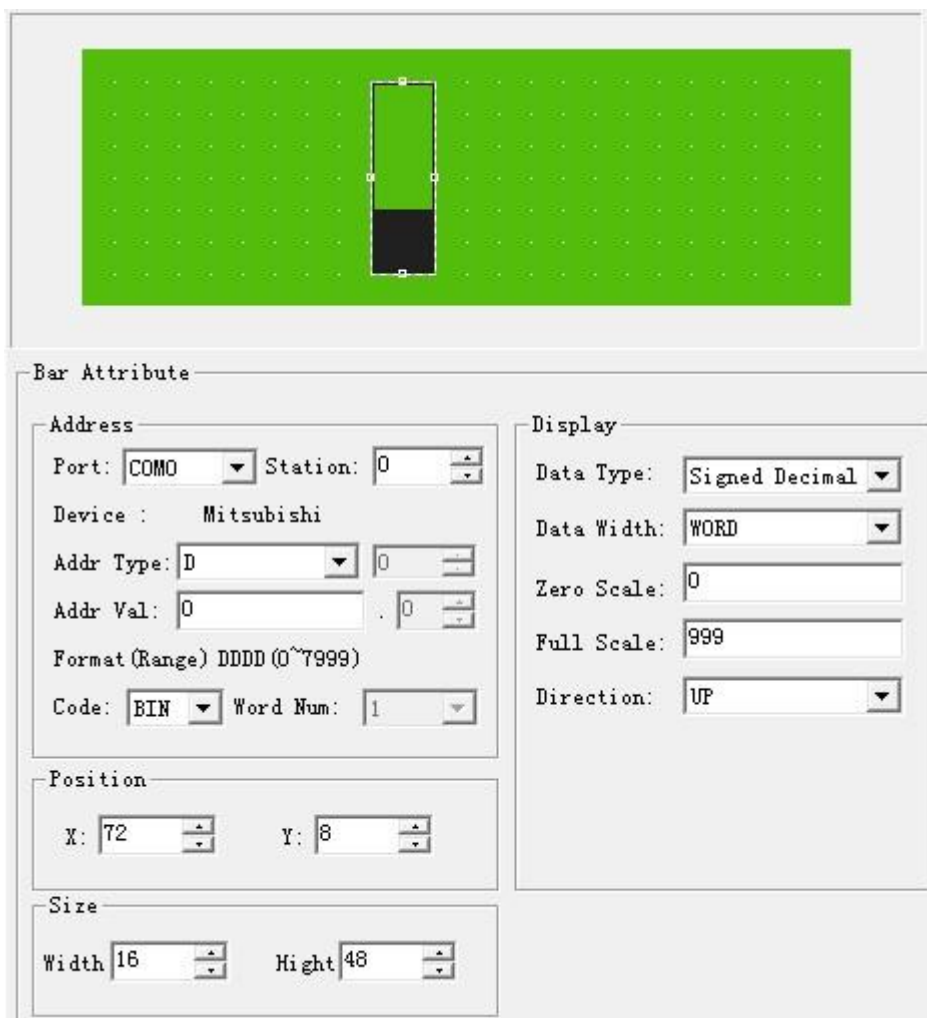 Bar Attribute
Address
Port: COM0 Station: 0
Device : Mitsubishi
Addr Type: D 0
Addr Val: 0 . 0
Format(Range) DDDD(0~7999)
Code: BIN Word Num: 1
Position
X: 72 Y: 8
Size
Width 16 Hight 48
Display
Data Type: Signed Decimal
Data Width: WORD
Zero Scale: 0
Full Scale: 999
Direction: UP